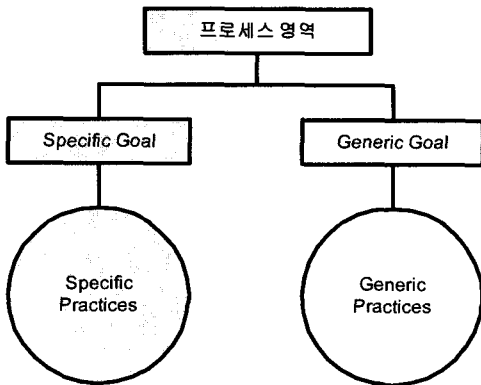 프로세스 영역
Specific Goal
Generic Goal
Specific
Practices
Generic
Practices